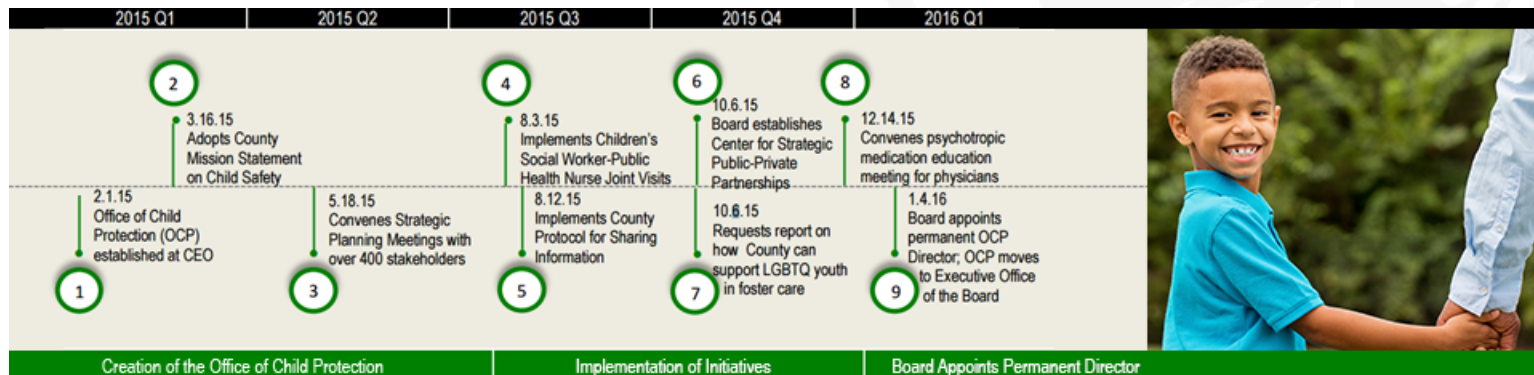 2015 Q1
2015 Q2
2015 Q3
2015 Q4
2016 Q1
2
3.16.15
Adopts County
Mission Statement
on Child Safety
4
8.3.15
Implements Children's
Social Worker-Public
Health Nurse Joint Visits
6
10.6.15
Board establishes
Center for Strategic
Public-Private
Partnerships
8
12.14.15
Convenes psychotropic
medication education
meeting for physicians
2.1.15
Office of Child
Protection (OCP)
established at CEO
1
5.18.15
Convenes Strategic
Planning Meetings with
over 400 stakeholders
3
8.12.15
Implements County
Protocol for Sharing
Information
5
10.6.15
Requests report on
how County can
support LGBTQ youth
in foster care
7
1.4.16
Board appoints
permanent OCP
Director; OCP moves
to Executive Office
of the Board
9
Creation of the Office of Child Protection
Implementation of Initiatives
Board Appoints Permanent Director